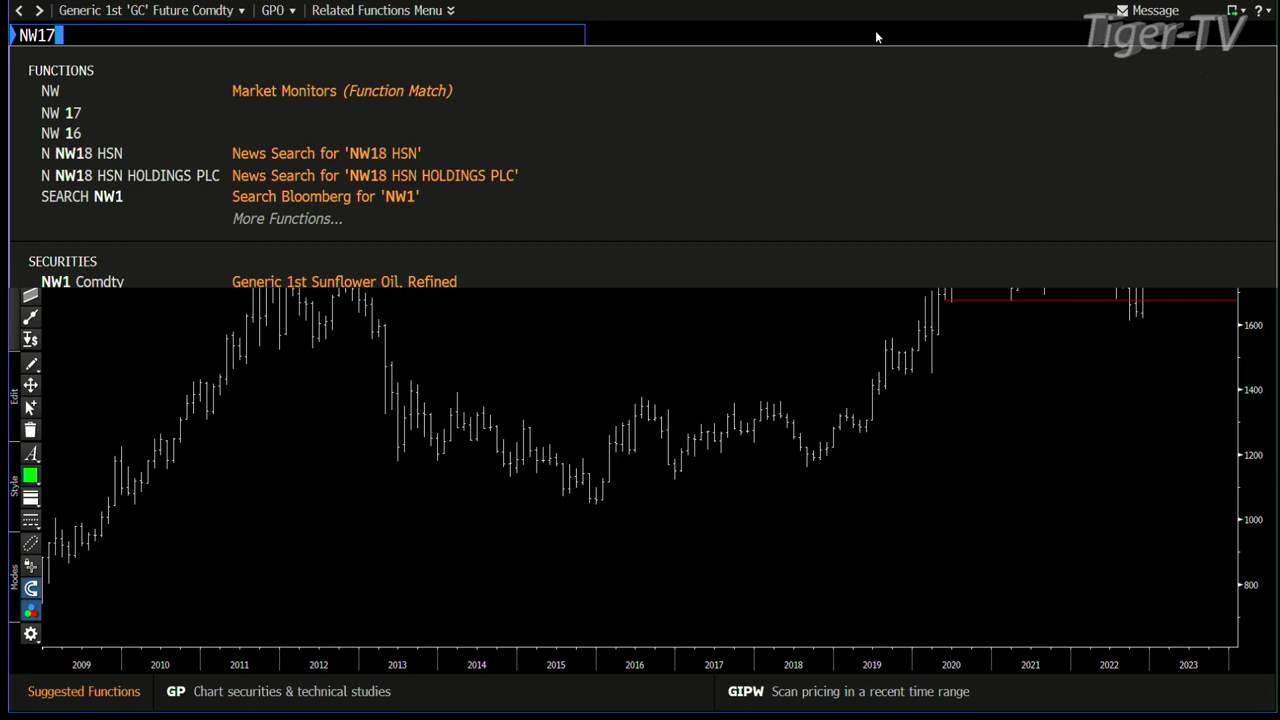 Generic 1st 'GC' Future Comdty GPO Related Functions Menu Message ?
Tiger-TV
NW17
FUNCTIONS
NW Market Monitors (Function Match)
NW 17
NW 16
N NW18 HSN News Search for 'NW18 HSN'
N NW18 HSN HOLDINGS PLC News Search for 'NW18 HSN HOLDINGS PLC'
SEARCH NW1 Search Bloomberg for 'NW1'
More Functions...
SECURITIES
NW1 Comdty Generic 1st Sunflower Oil, Refined
1600
1400
1200
1000
800
Edit
Style
Modes
2009 2010 2011 2012 2013 2014 2015 2016 2017 2018 2019 2020 2021 2022 2023
Suggested Functions GP Chart securities & technical studies GIPW Scan pricing in a recent time range